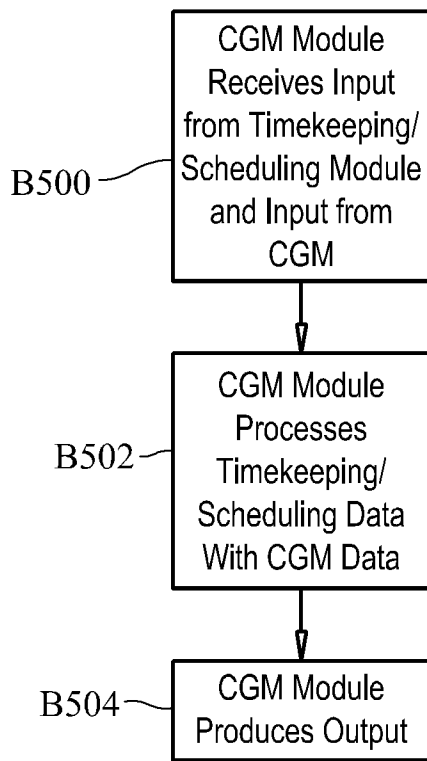 CGM Module
Receives Input
from Timekeeping/
Scheduling Module
and Input from
CGM
B500
CGM Module
Processes
Timekeeping/
Scheduling Data
With CGM Data
B502
CGM Module
Produces Output
B504